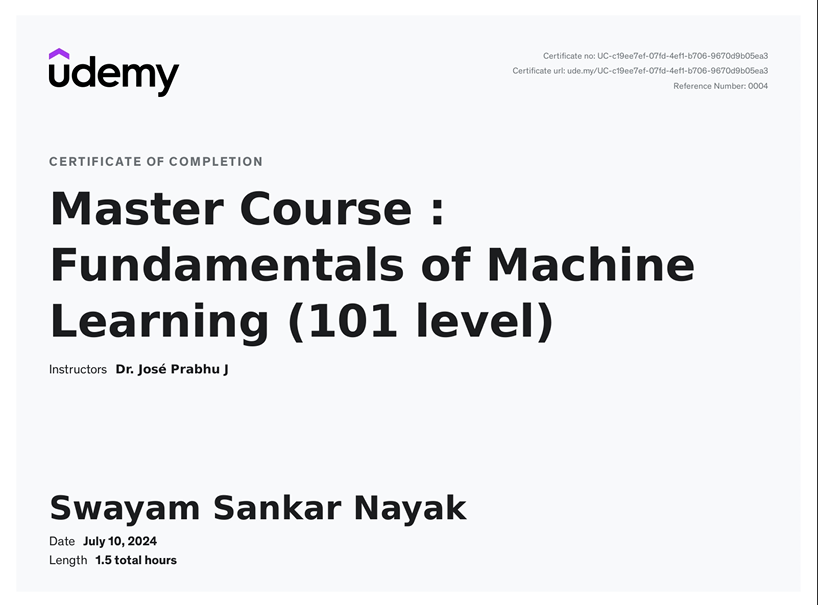 udemy
Certificate no: UC-c19ee7ef-07fd-4ef1-b706-9670d9b05ea3
Certificate url: ude.my/UC-c19ee7ef-07fd-4ef1-b706-9670d9b05ea3
Reference Number: 0004
CERTIFICATE OF COMPLETION
Master Course :
Fundamentals of Machine
Learning (101 level)
Instructors Dr. José Prabhu J
Swayam Sankar Nayak
Date July 10, 2024
Length 1.5 total hours